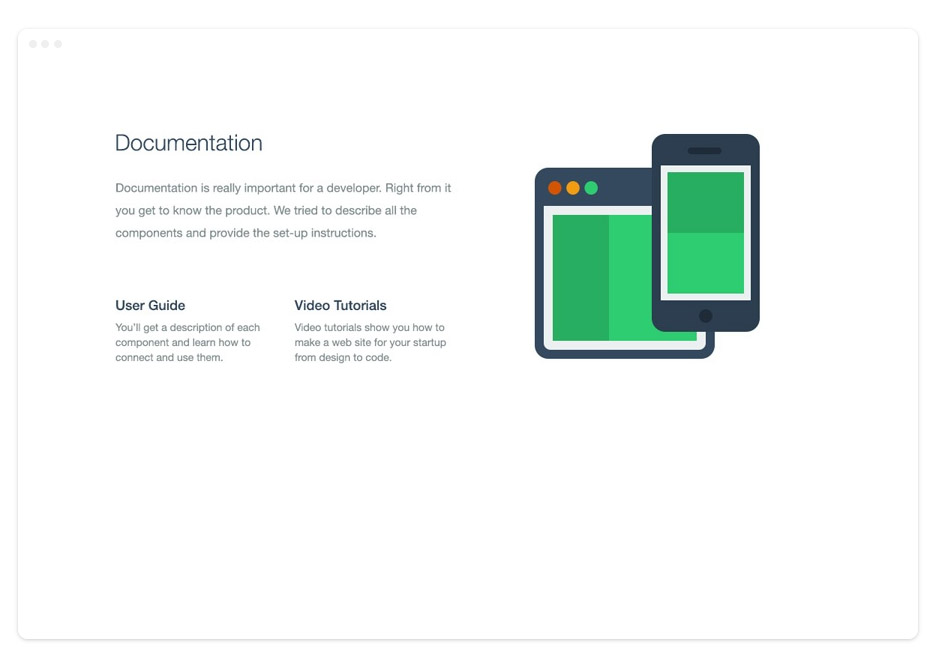 Documentation
Documentation is really important for a developer. Right from it
you get to know the product. We tried to describe all the
components and provide the set-up instructions.
User Guide
You'll get a description of each
component and learn how to
connect and use them.
Video Tutorials
Video tutorials show you how to
make a web site for your startup
from design to code.